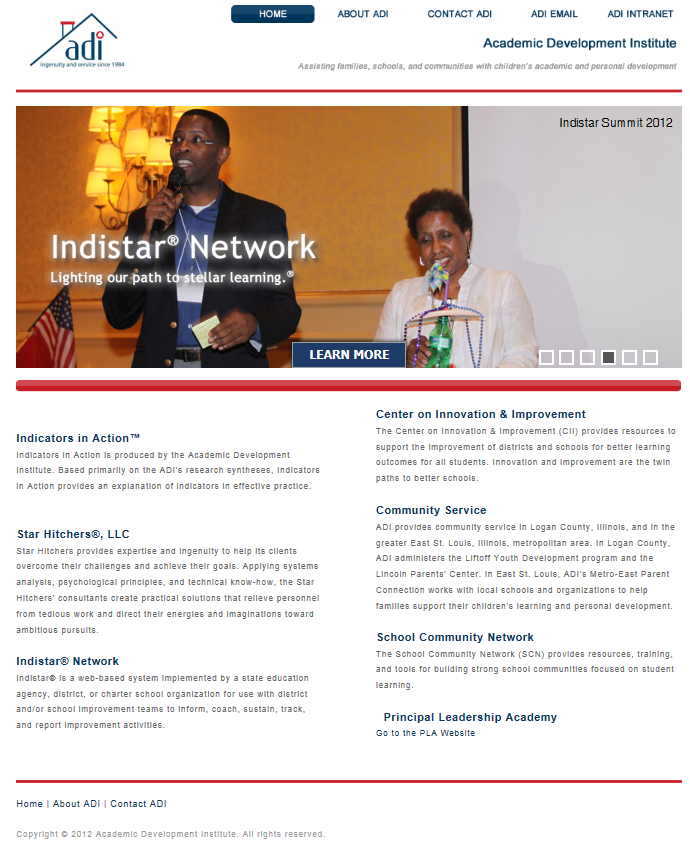 HOME ABOUT ADI CONTACT ADI ADI EMAIL ADI INTRANET
adi
ingenuity and service since 1984
Academic Development Institute
Assisting families, schools, and communities with children's academic and personal development
Indistar Summit 2012
Indistar® Network
Lighting our path to stellar learning.®
LEARN MORE
Indicators in Action™
Indicators in Action is produced by the Academic Development
Institute. Based primarily on the ADI's research syntheses, Indicators
in Action provides an explanation of indicators in effective practice.
Star Hitchers®, LLC
Star Hitchers provides expertise and ingenuity to help its clients
overcome their challenges and achieve their goals. Applying systems
analysis, psychological principles, and technical know-how, the Star
Hitchers' consultants create practical solutions that relieve personnel
from tedious work and direct their energies and imaginations toward
ambitious pursuits.
Indistar® Network
Indistar® is a web-based system implemented by a state education
agency, district, or charter school organization for use with district
and/or school improvement teams to inform, coach, sustain, track,
and report improvement activities.
Center on Innovation & Improvement
The Center on Innovation & Improvement (CII) provides resources to
support the improvement of districts and schools for better learning
outcomes for all students. Innovation and improvement are the twin
paths to better schools.
Community Service
ADI provides community service in Logan County, Illinois, and in the
greater East St. Louis, Illinois, metropolitan area. In Logan County,
ADI administers the Liftoff Youth Development program and the
Lincoln Parents' Center. In East St. Louis, ADI's Metro-East Parent
Connection works with local schools and organizations to help
families support their children's learning and personal development.
School Community Network
The School Community Network (SCN) provides resources, training,
and tools for building strong school communities focused on student
learning.
Principal Leadership Academy
Go to the PLA Website
Home | About ADI | Contact ADI
Copyright © 2012 Academic Development Institute. All rights reserved.